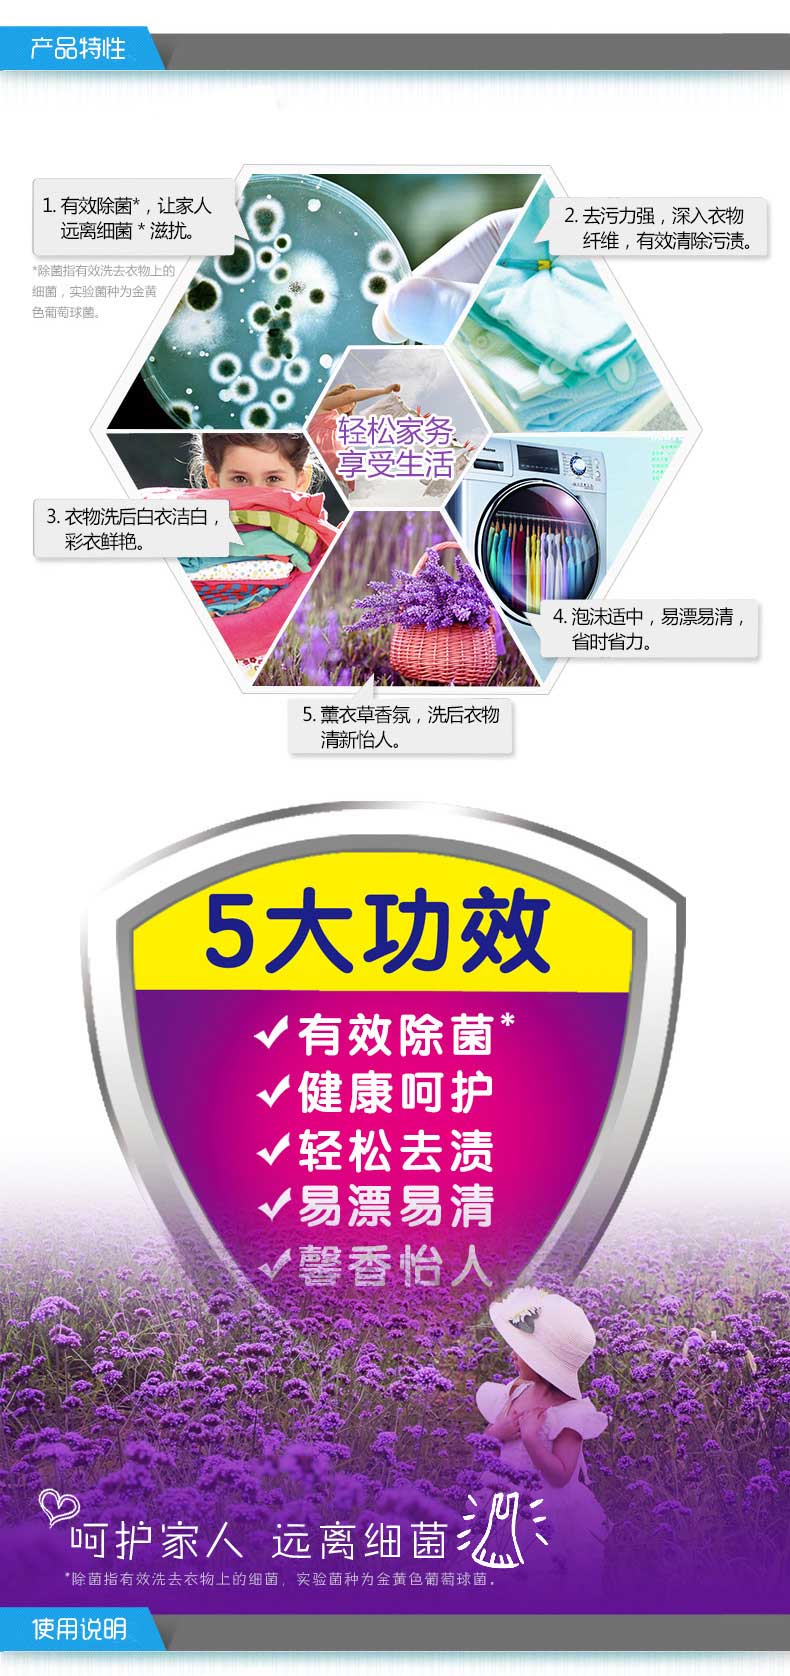 产品特性
1. 有效除菌*，让家人
远离细菌 * 滋扰。
*除菌指有效洗去衣物上的
细菌，实验菌种为金黄
色葡萄球菌。
2. 去污力强，深入衣物
纤维，有效清除污渍。
轻松家务
享受生活
3. 衣物洗后白衣洁白，
彩衣鲜艳。
4. 泡沫适中，易漂易清，
省时省力。
5. 薰衣草香氛，洗后衣物
清新怡人。
5大功效
✓有效除菌*
✓健康呵护
✓轻松去渍
✓易漂易清
✓馨香怡人
呵护家人 远离细菌
*除菌指有效洗去衣物上的细菌，实验菌种为金黄色葡萄球菌。
使用说明